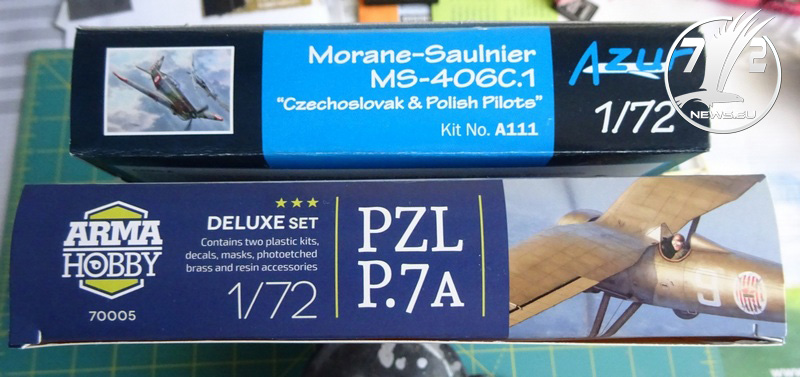 Morane-Saulnier
MS-406C.1
"Czechoslovak & Polish Pilots"
Kit No. A111
Azur
1/72
72
NEWS.EU
ARMA
HOBBY
70005
★★★
DELUXE SET
Contains two plastic kits,
decals, masks, photoetched
brass and resin accessories
1/72
PZL
P.7A
www